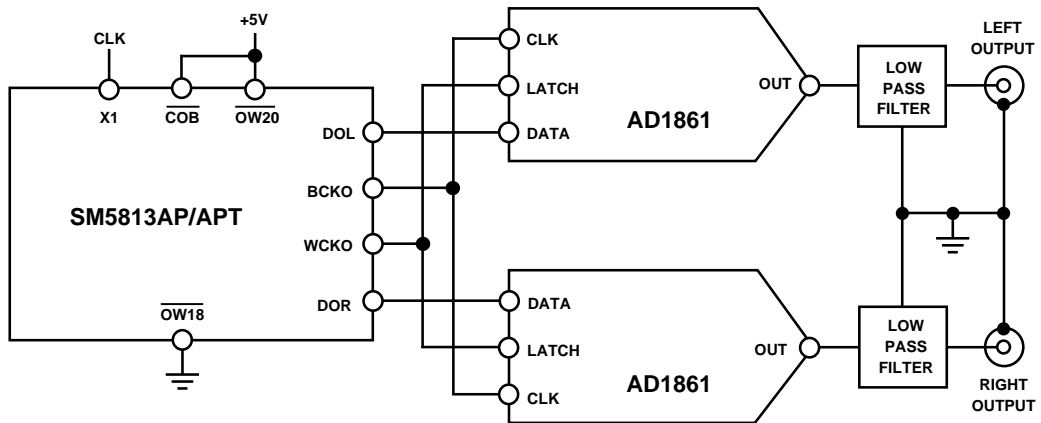 +5V
CLK
X1
COB
OW20
DOL
BCKO
WCKO
DOR
SM5813AP/APT
OW18
CLK
LATCH
DATA
AD1861
OUT
LOW
PASS
FILTER
LEFT
OUTPUT
DATA
LATCH
CLK
AD1861
OUT
LOW
PASS
FILTER
RIGHT
OUTPUT